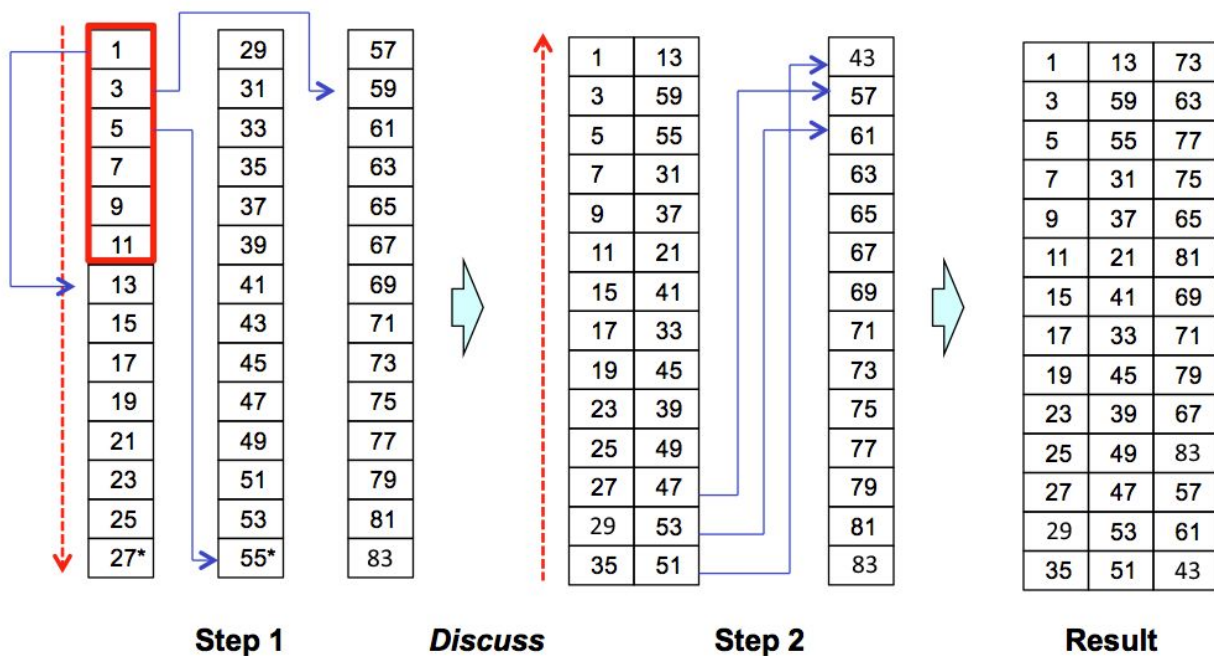 1 29 57 1 13 43 1 13 73
3 31 59 3 59 57 3 59 63
5 33 61 5 55 61 5 55 77
7 35 63 7 31 63 7 31 75
9 37 65 9 37 65 9 37 65
11 39 67 11 21 67 11 21 81
13 41 69 15 41 69 15 41 69
15 43 71 17 33 71 17 33 71
17 45 73 19 45 73 19 45 79
19 47 75 23 39 75 23 39 67
21 49 77 25 49 77 25 49 83
23 51 79 27 47 79 27 47 57
25 53 81 29 53 81 29 53 61
27* 55* 83 35 51 83 35 51 43
Step 1 Discuss Step 2 Result